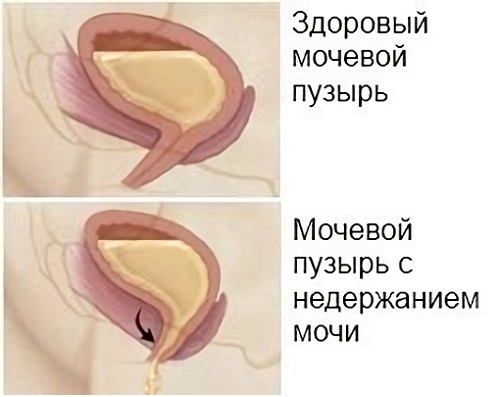 Здоровый
мочевой
пузырь
Мочевой
пузырь с
недержанием
мочи